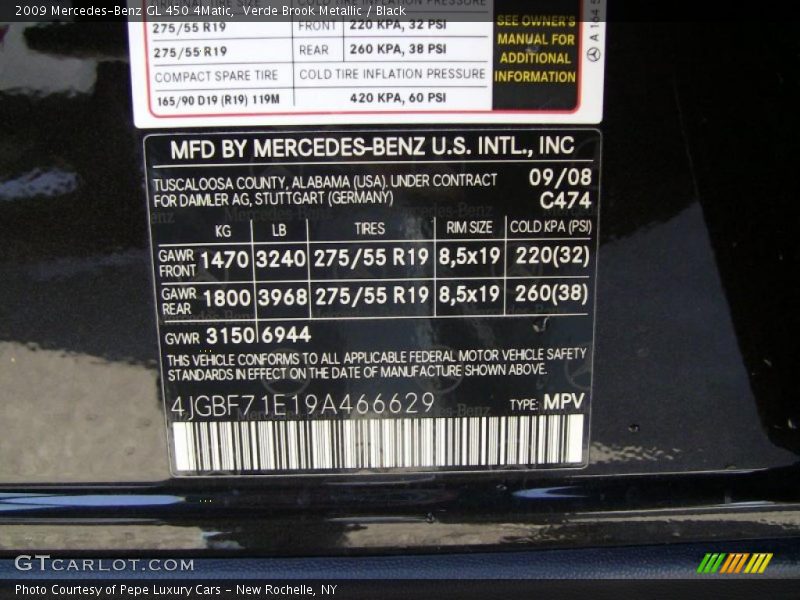 2009 Mercedes-Benz GL 450 4Matic, Verde Brook Metallic / Black
275/55 R19 FRONT 220 KPA, 32 PSI
275/55 R19 REAR 260 KPA, 38 PSI
COMPACT SPARE TIRE COLD TIRE INFLATION PRESSURE
165/90 D19 (R19) 119M 420 KPA, 60 PSI
SEE OWNER'S
MANUAL FOR
ADDITIONAL
INFORMATION
A 164 5
MFD BY MERCEDES-BENZ U.S. INTL., INC
TUSCALOOSA COUNTY, ALABAMA (USA). UNDER CONTRACT 09/08
FOR DAIMLER AG, STUTTGART (GERMANY) C474
KG LB TIRES RIM SIZE COLD KPA (PSI)
GAWR FRONT 1470 3240 275/55 R19 8,5x19 220(32)
GAWR REAR 1800 3968 275/55 R19 8,5x19 260(38)
GVWR 3150 6944
THIS VEHICLE CONFORMS TO ALL APPLICABLE FEDERAL MOTOR VEHICLE SAFETY
STANDARDS IN EFFECT ON THE DATE OF MANUFACTURE SHOWN ABOVE.
4JGBF71E19A466629 TYPE: MPV
GTCARLOT.COM
Photo Courtesy of Pepe Luxury Cars - New Rochelle, NY